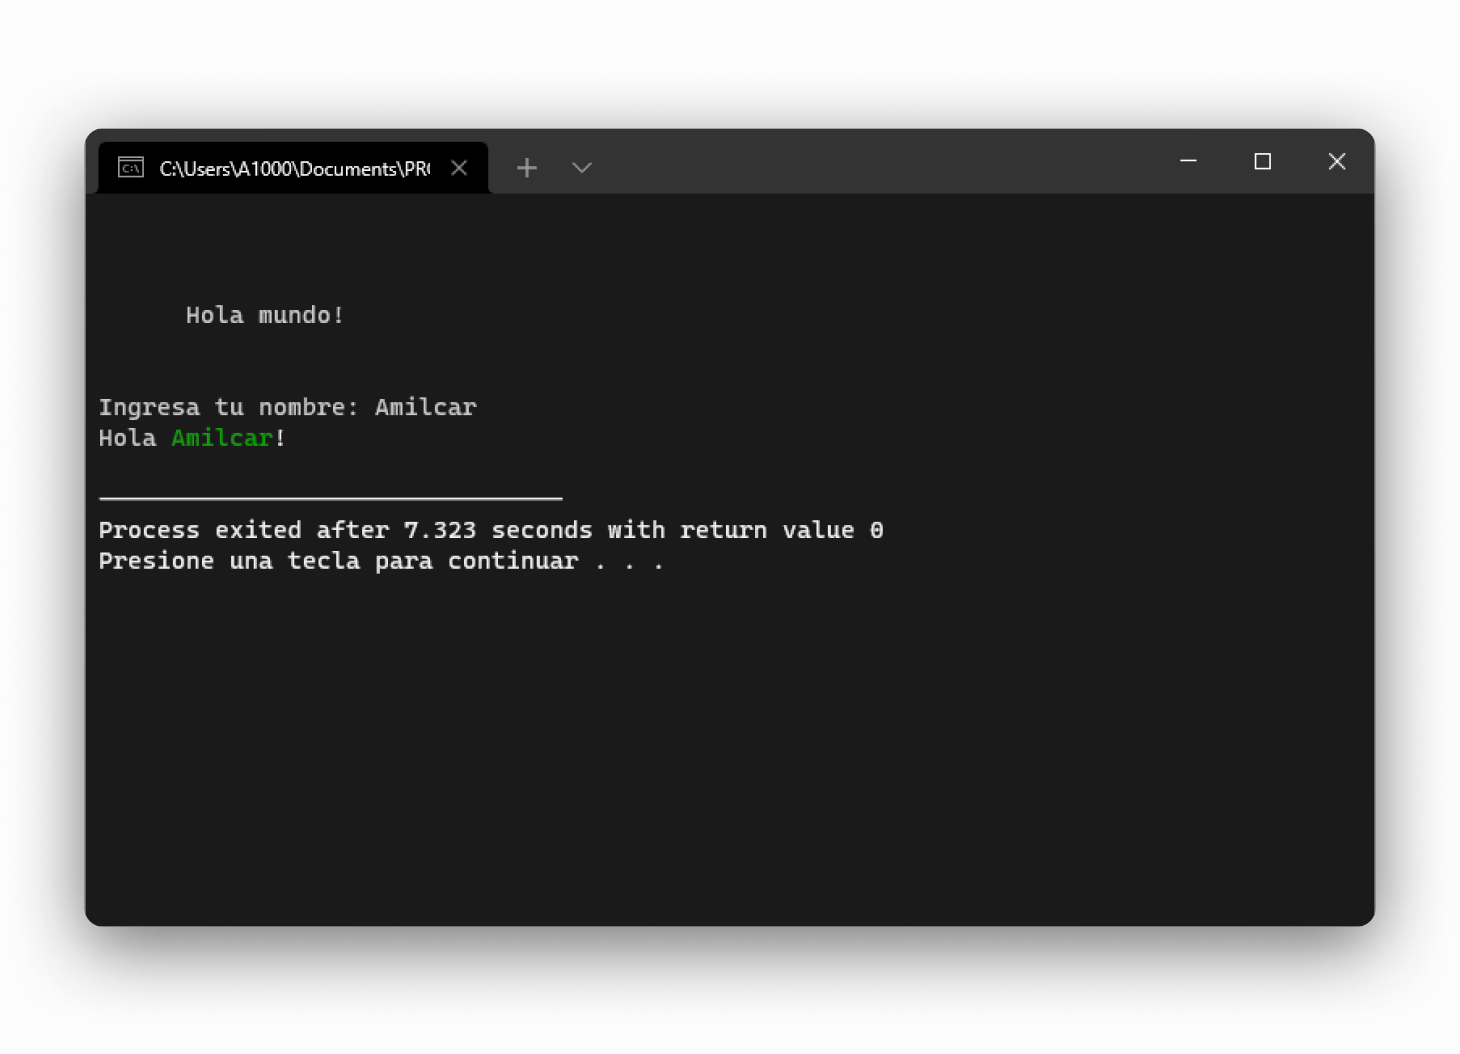 C:\Users\A1000\Documents\PR
Hola mundo!
Ingresa tu nombre: Amilcar
Hola Amilcar!
Process exited after 7.323 seconds with return value 0
Presione una tecla para continuar . . .